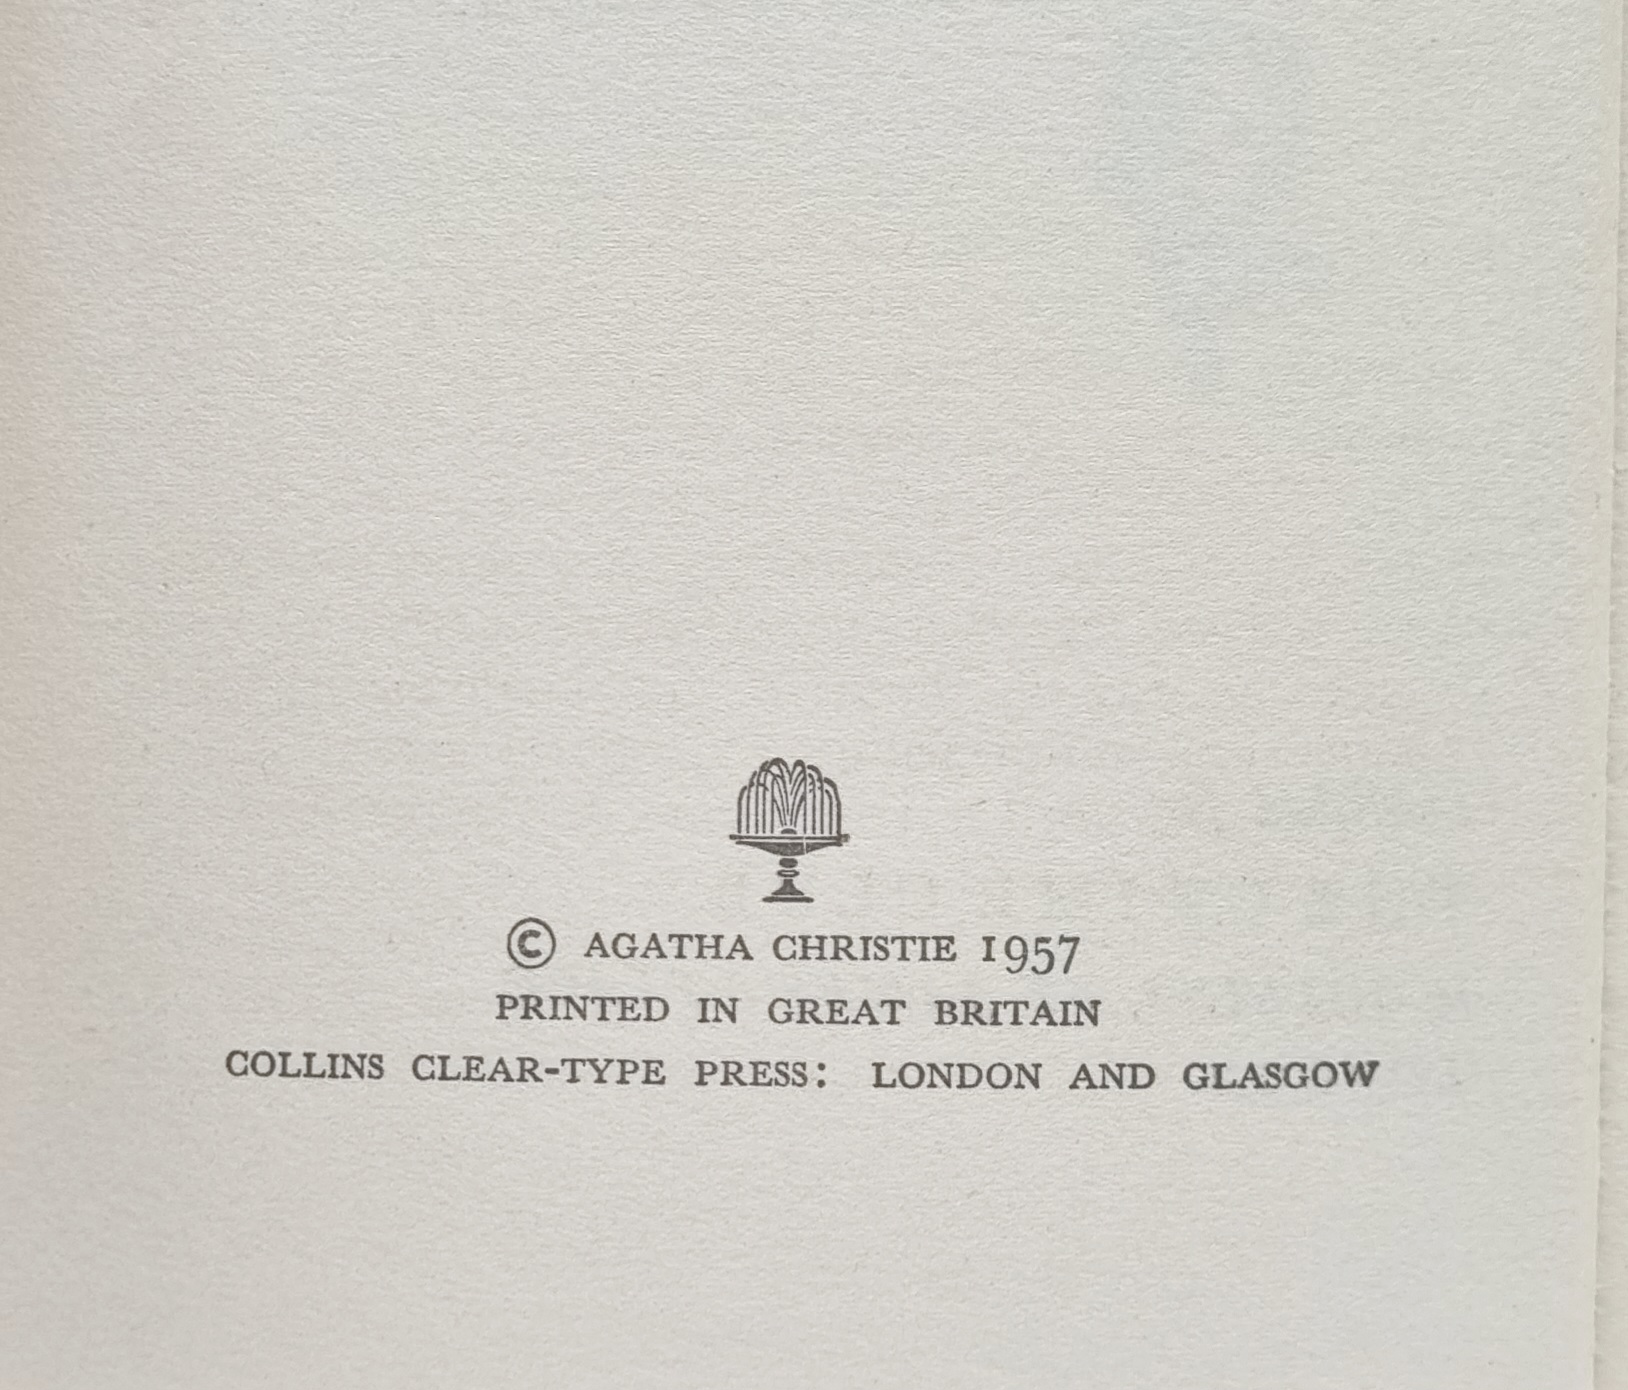 © AGATHA CHRISTIE 1957
PRINTED IN GREAT BRITAIN
COLLINS CLEAR-TYPE PRESS: LONDON AND GLASGOW